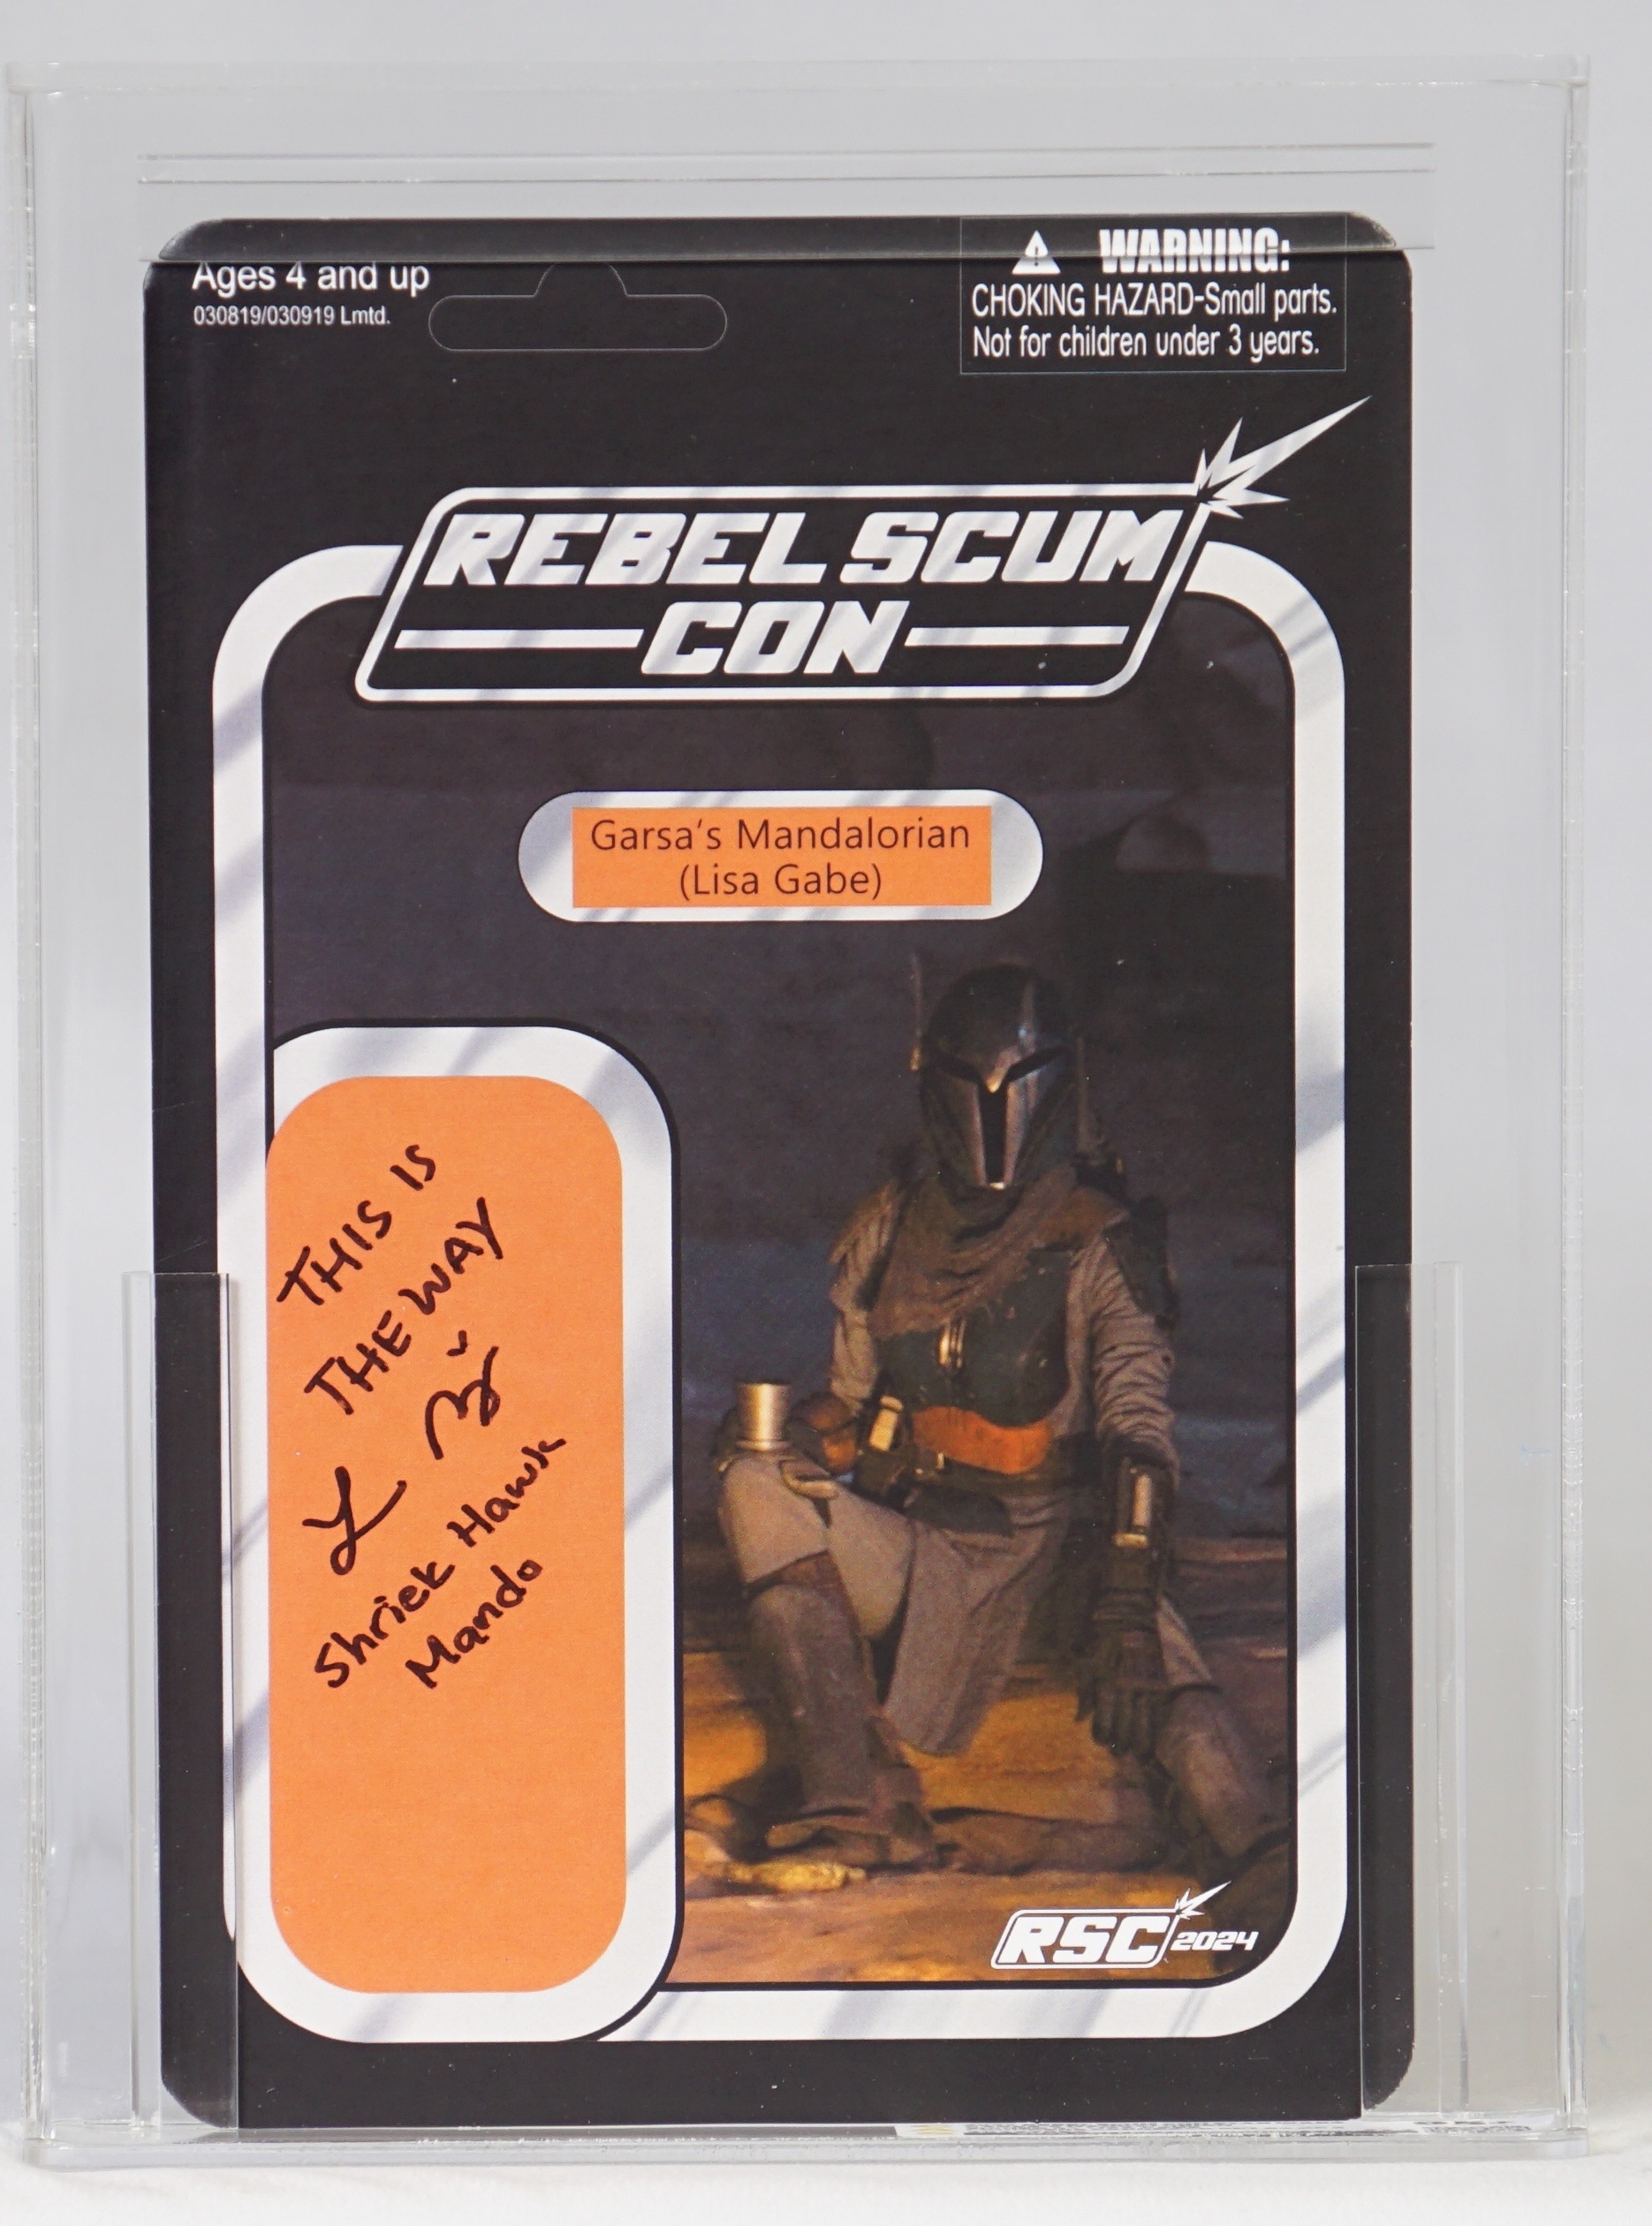 Ages 4 and up
030819/030919 Lmtd.
WARNING:
CHOKING HAZARD-Small parts.
Not for children under 3 years.
REBEL SCUM
CON
Garsa's Mandalorian
(Lisa Gabe)
THIS IS
THE WAY
Shriek Hawk
Mando
RSC 2024